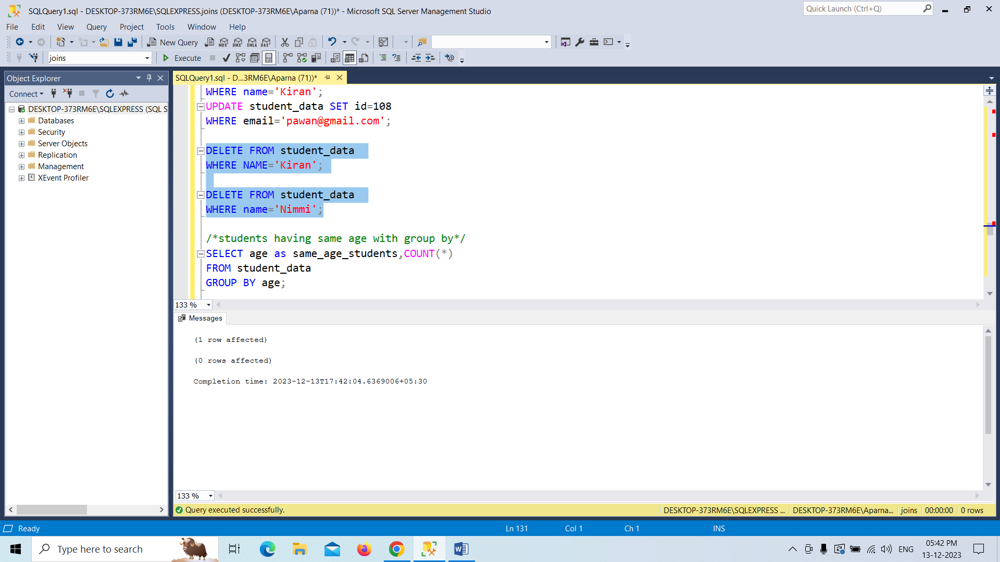 SQLQuery1.sql - DESKTOP-373RM6E\SQLEXPRESS.joins (DESKTOP-373RM6E\Aparna (71))* - Microsoft SQL Server Management Studio
Quick Launch (Ctrl+Q)
File Edit View Query Project Tools Window Help
New Query
MDX DMX XMLA DAX
joins
Execute
Object Explorer
SQLQuery1.sql - D...3RM6E\Aparna (71))*
Connect
DESKTOP-373RM6E\SQLEXPRESS (SQL S
Databases
Security
Server Objects
Replication
Management
XEvent Profiler
WHERE name='Kiran';
UPDATE student_data SET id=108
WHERE email='pawan@gmail.com';
DELETE FROM student_data
WHERE NAME='Kiran';
DELETE FROM student_data
WHERE name='Nimmi';
/*students having same age with group by*/
SELECT age as same_age_students,COUNT(*)
FROM student_data
GROUP BY age;
133 %
Messages
(1 row affected)
(0 rows affected)
Completion time: 2023-12-13T17:42:04.6369006+05:30
133 %
Query executed successfully.
DESKTOP-373RM6E\SQLEXPRESS ... DESKTOP-373RM6E\Aparna... joins 00:00:00 0 rows
Ready
Ln 131 Col 1 Ch 1 INS
Type here to search
ENG
05:42 PM
13-12-2023